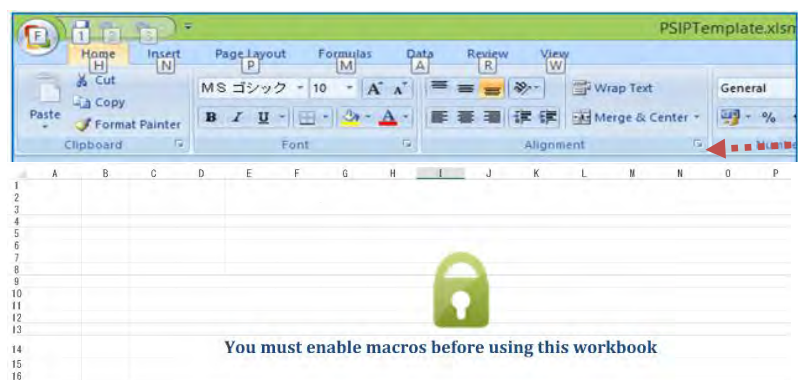 PSIPTemplate.xlsm
F 1 2 3
Home Insert Page Layout Formulas Data Review View
H N P M A R W
Cut
Copy
Format Painter
Paste
MS ゴシック 10 A A
B I U A
Wrap Text
Merge & Center
General
%
Clipboard Font Alignment Number
A B C D E F G H I J K L M N O P
1
2
3
4
5
6
7
8
9
10
11
12
13
14
You must enable macros before using this workbook
15
16